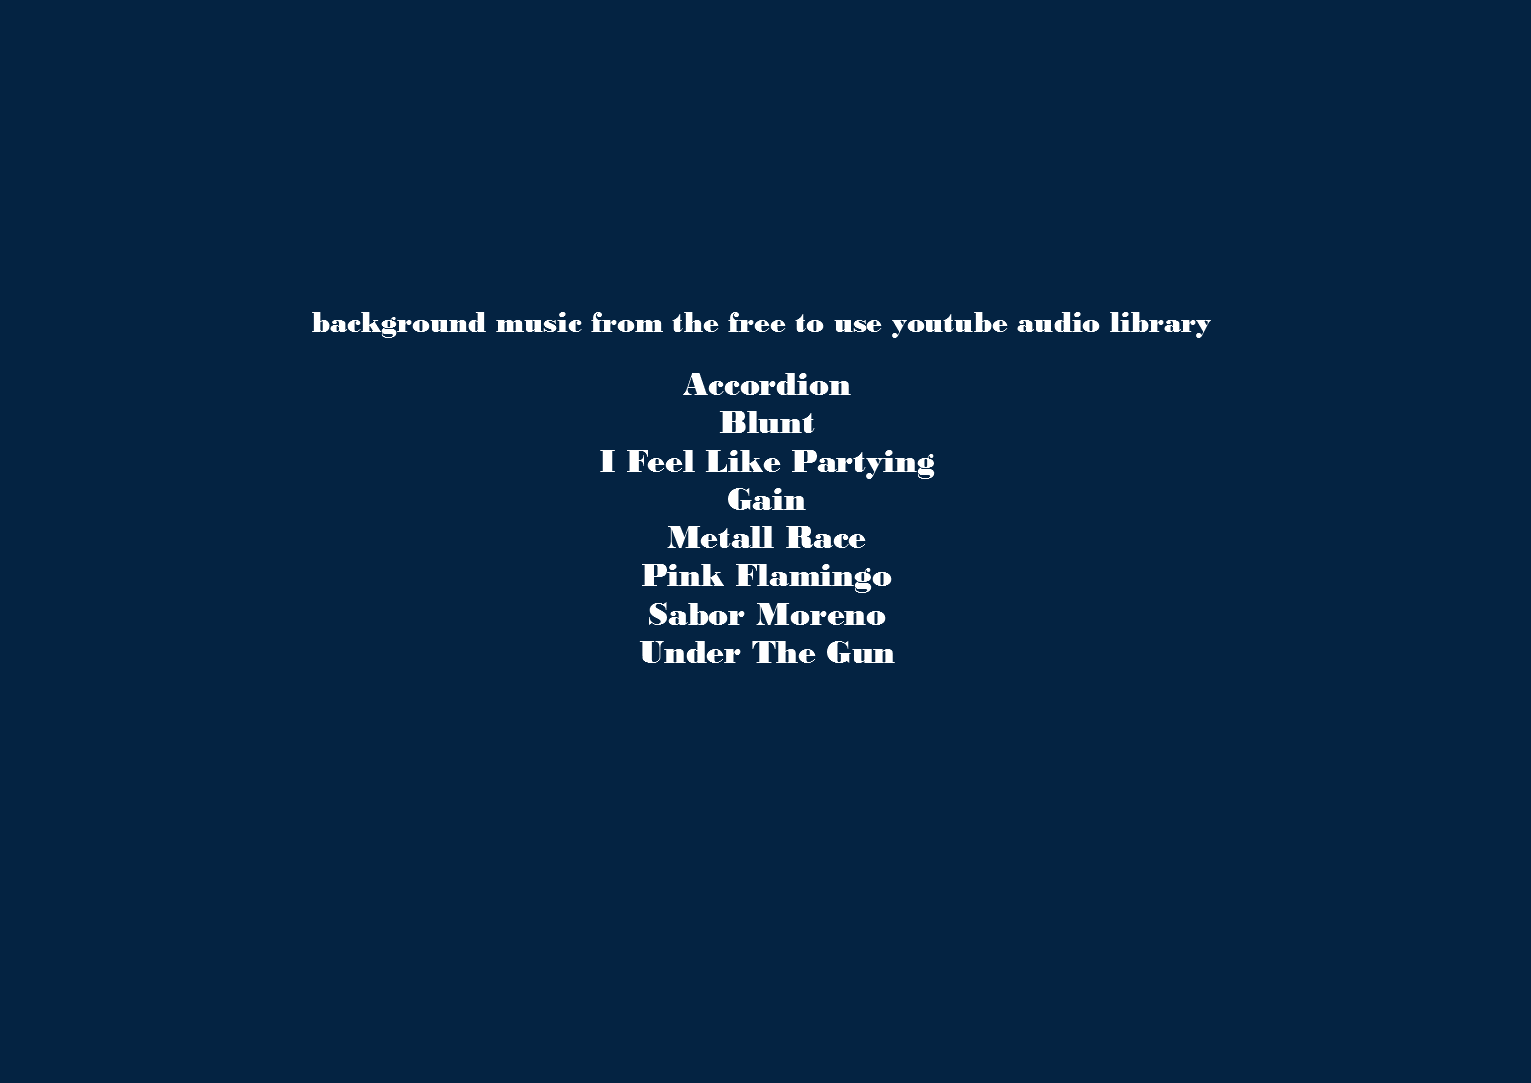 background music from the free to use youtube audio library
Accordion
Blunt
I Feel Like Partying
Gain
Metall Race
Pink Flamingo
Sabor Moreno
Under The Gun